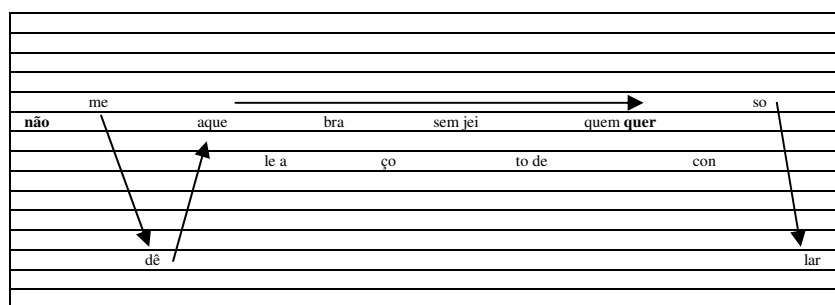 me so
não aque bra sem jei quem quer
le a ço to de con
dê lar